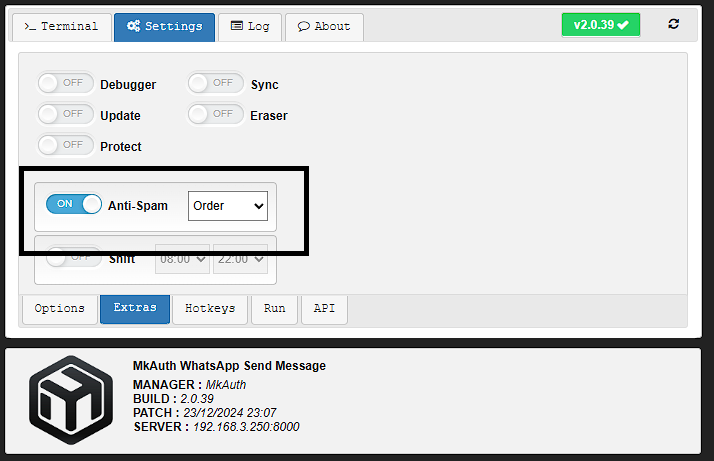 >_ Terminal Settings Log About v2.0.39
OFF Debugger OFF Sync
OFF Update OFF Eraser
OFF Protect
ON Anti-Spam Order
OFF Shift 08:00 22:00
Options Extras Hotkeys Run API
MkAuth WhatsApp Send Message
MANAGER : MkAuth
BUILD : 2.0.39
PATCH : 23/12/2024 23:07
SERVER : 192.168.3.250:8000